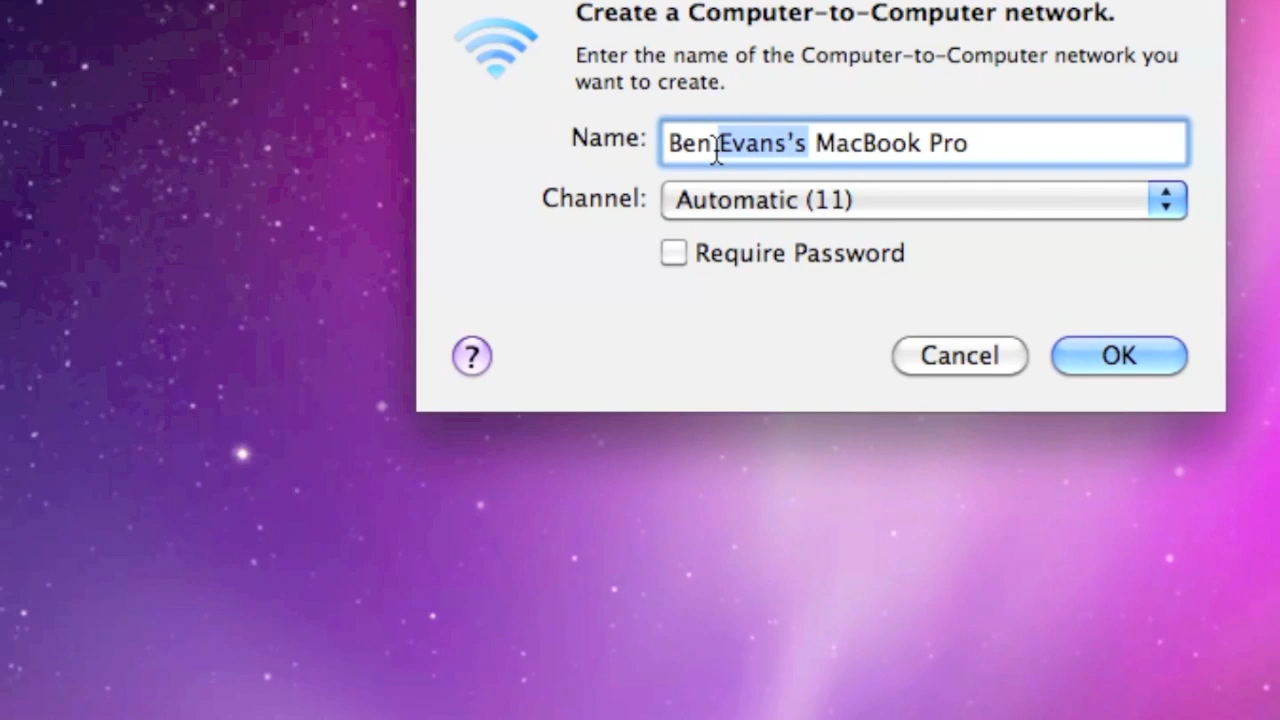 Create a Computer-to-Computer network.
Enter the name of the Computer-to-Computer network you
want to create.
Name: Ben Evans's MacBook Pro
Channel: Automatic (11)
Require Password
? Cancel OK